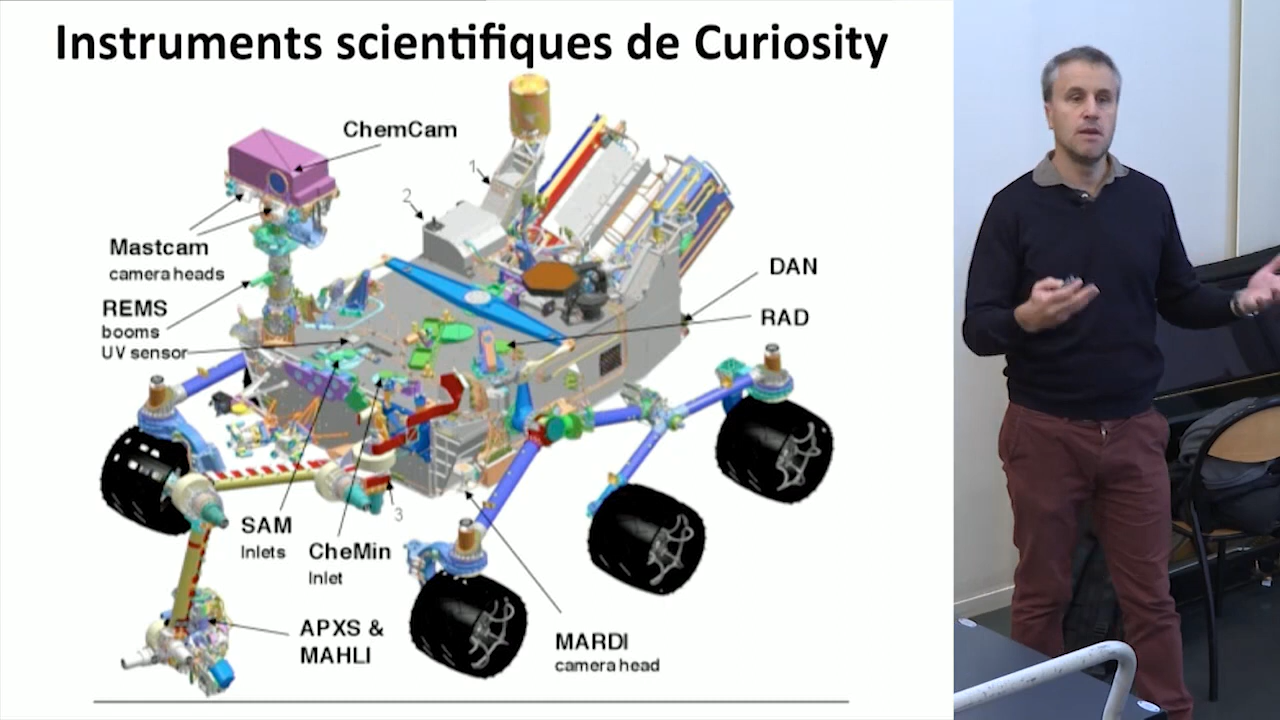 Instruments scientifiques de Curiosity
ChemCam
1
2
Mastcam
camera heads
DAN
REMS
booms
UV sensor
RAD
3
SAM
Inlets
CheMin
Inlet
APXS &
MAHLI
MARDI
camera head